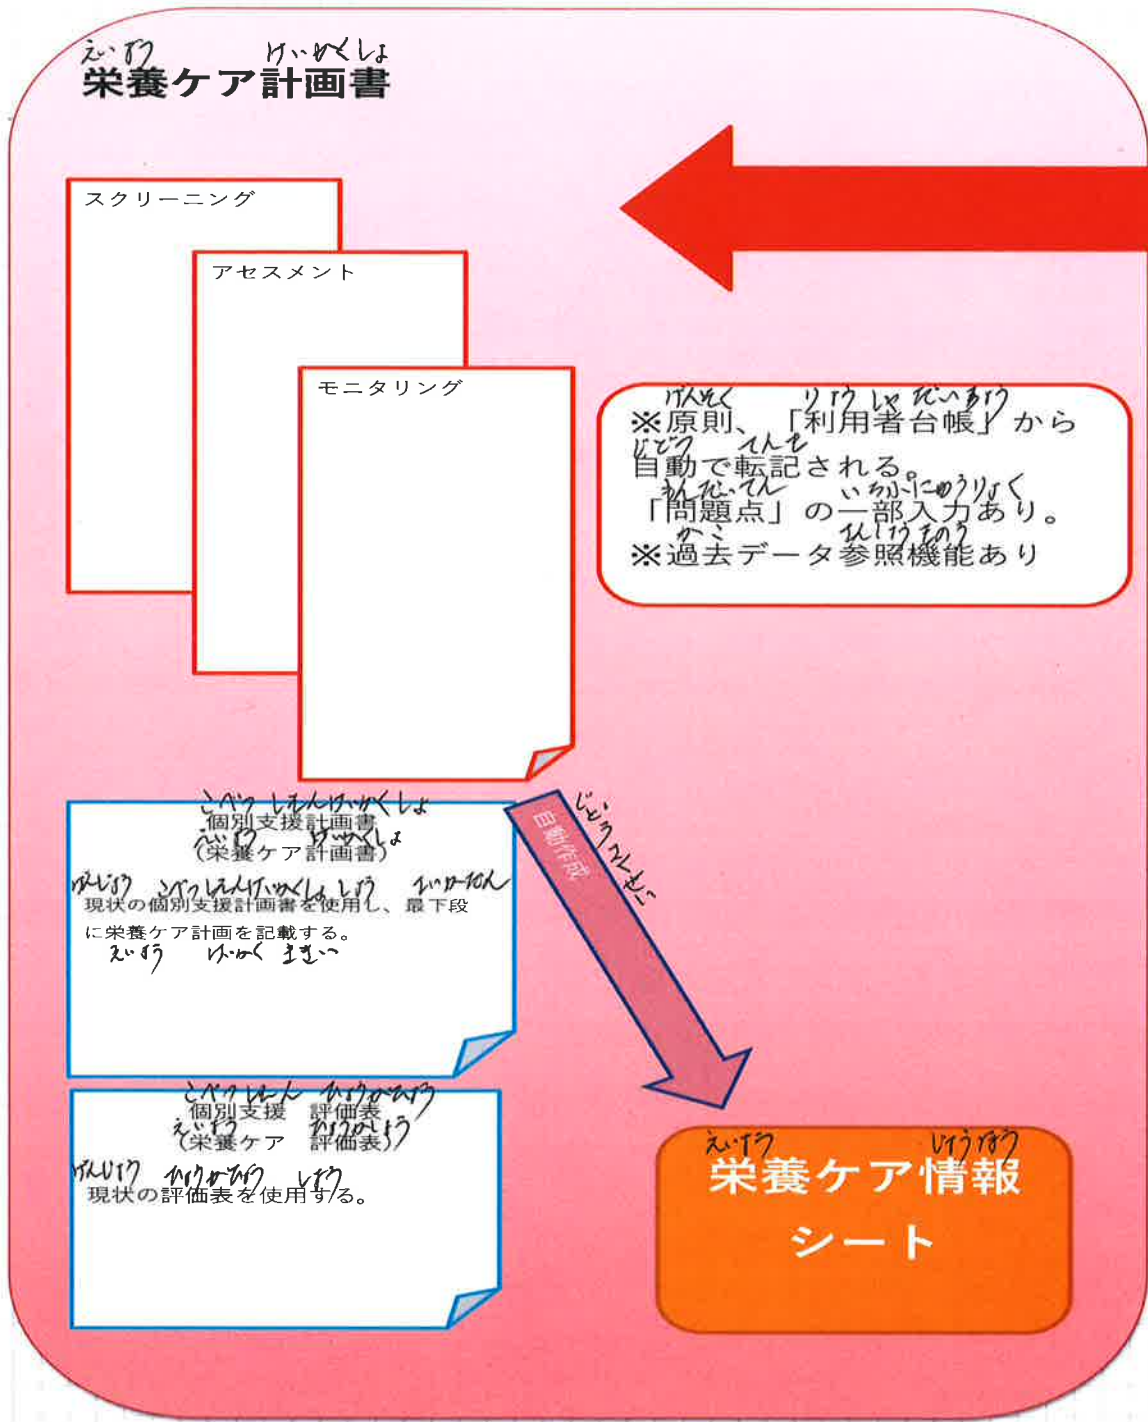 えいよう けいかくしょ
栄養ケア計画書
スクリーニング
アセスメント
モニタリング
げんそく りようしゃだいちょう
※原則、「利用者台帳」から
じどう てんき
自動で転記される。
もんだいてん いちぶにゅうりょく
「問題点」の一部入力あり。
かこ
※過去データ参照機能あり
こべつしえんけいかくしょ
個別支援計画書
えいよう けいかくしょ
(栄養ケア計画書)
げんじょう こべつしえんけいかくしょ しよう さいかだん
現状の個別支援計画書を使用し、最下段
に栄養ケア計画を記載する。
えいよう けいかく きさい
自動作成
じどうさくせい
こべつしえん ひょうかひょう
個別支援 評価表
えいよう ひょうかひょう
(栄養ケア 評価表)
げんじょう ひょうかひょう しよう
現状の評価表を使用する。
えいよう じょうほう
栄養ケア情報
シート